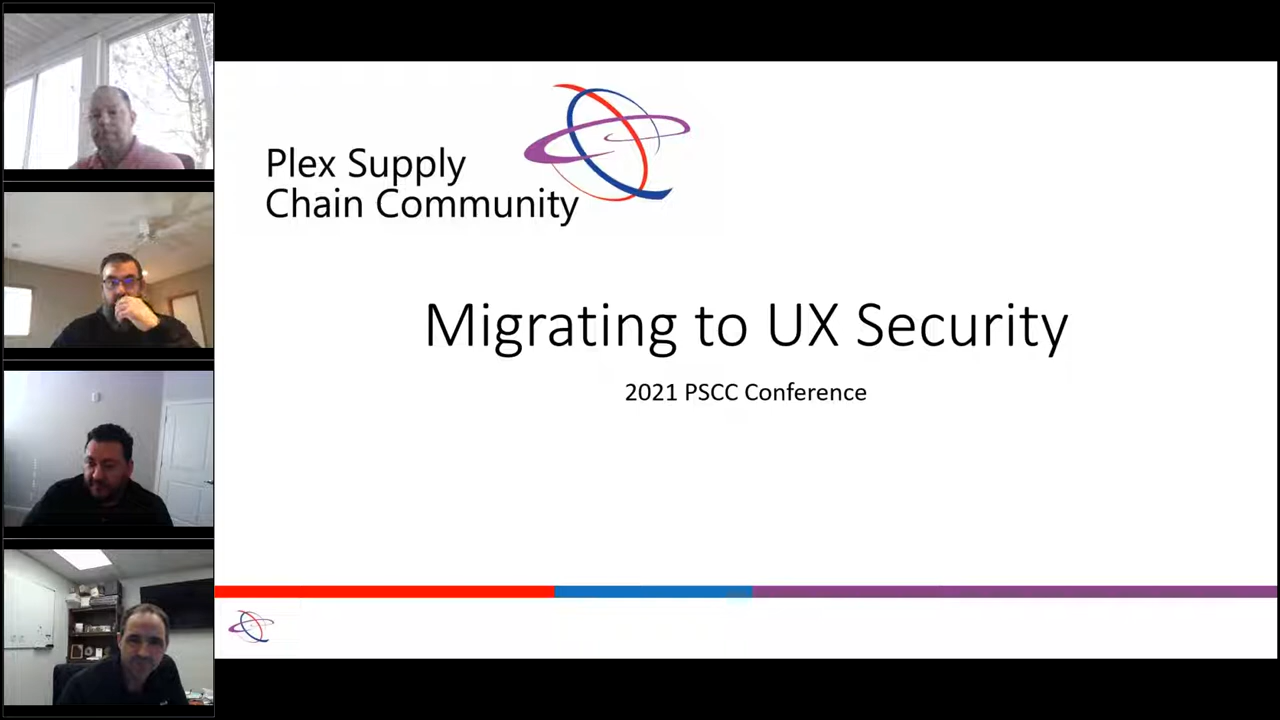 Plex Supply
Chain Community
Migrating to UX Security
2021 PSCC Conference